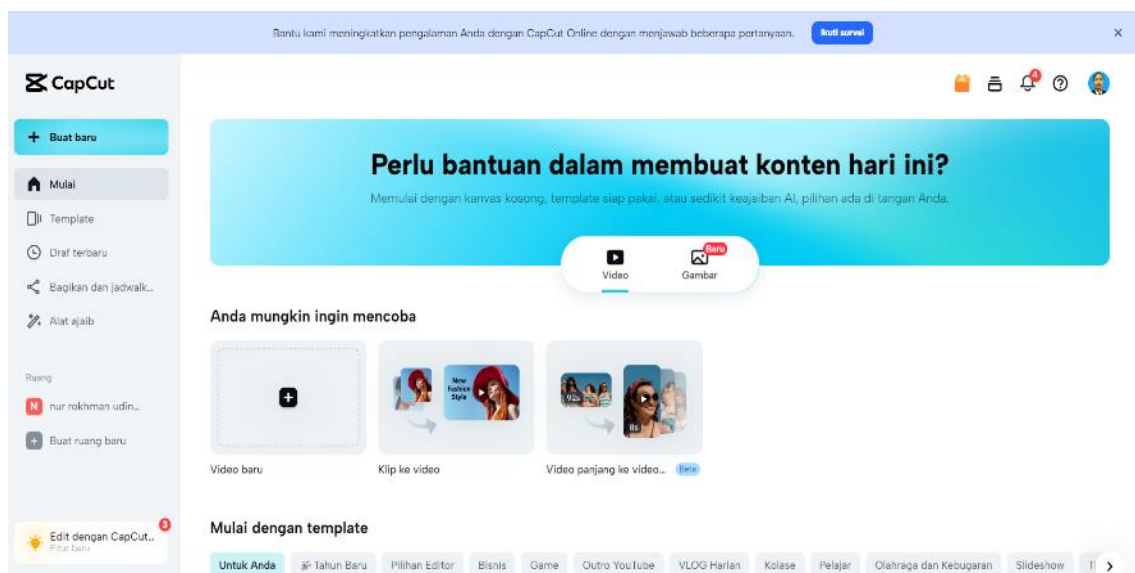 Bantu kami meningkatkan pengalaman Anda dengan CapCut Online dengan menjawab beberapa pertanyaan. Ikuti survei
CapCut
4
Buat baru
Mulai
Template
Draf terbaru
Bagikan dan jadwalk...
Alat ajaib
Ruang
N nur rokhman udin...
Buat ruang baru
Edit dengan CapCut...
3
Fitur baru
Perlu bantuan dalam membuat konten hari ini?
Memulai dengan kanvas kosong, template siap pakai, atau sedikit keajaiban AI, pilihan ada di tangan Anda.
Video
Baru
Gambar
Anda mungkin ingin mencoba
New
Fashion
Style
92s
8s
Video baru
Klip ke video
Video panjang ke video... Beta
Mulai dengan template
Untuk Anda Tahun Baru Pilihan Editor Bisnis Game Outro YouTube VLOG Harian Kolase Pelajar Olahraga dan Kebugaran Slideshow